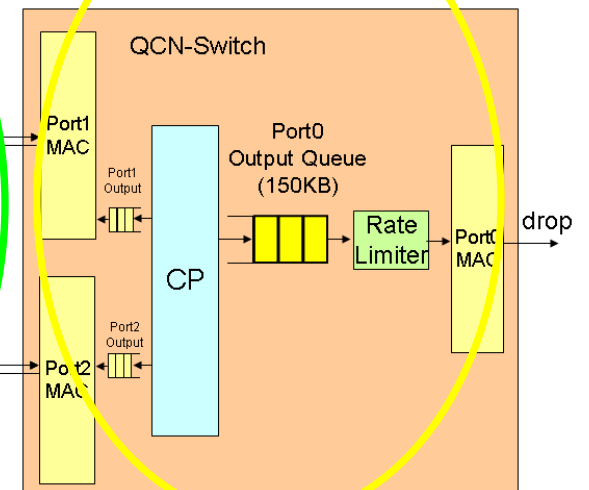 QCN-Switch
Port1
MAC
Port1
Output
Port0
Output Queue
(150KB)
CP
Rate
Limiter
Port0
MAC
drop
Port2
Output
Port2
MAC